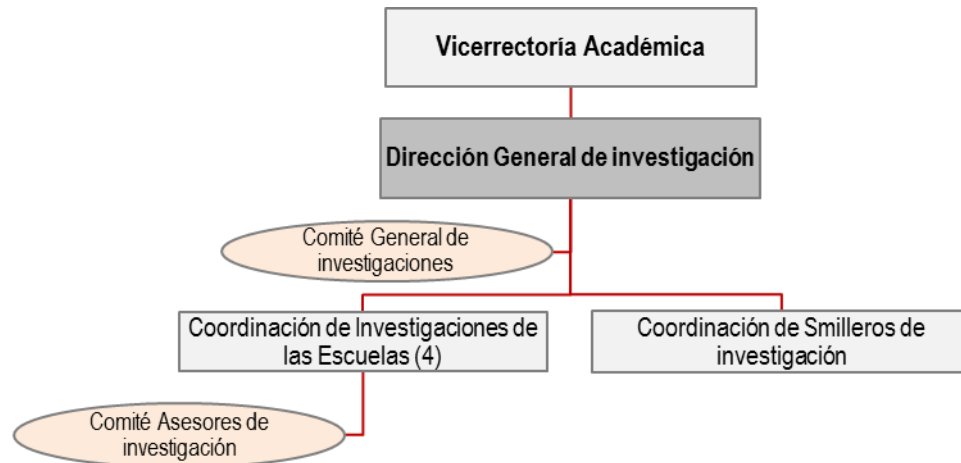 Vicerrectoría Académica
Dirección General de investigación
Comité General de
investigaciones
Coordinación de Investigaciones de
las Escuelas (4)
Coordinación de Smilleros de
investigación
Comité Asesores de
investigación